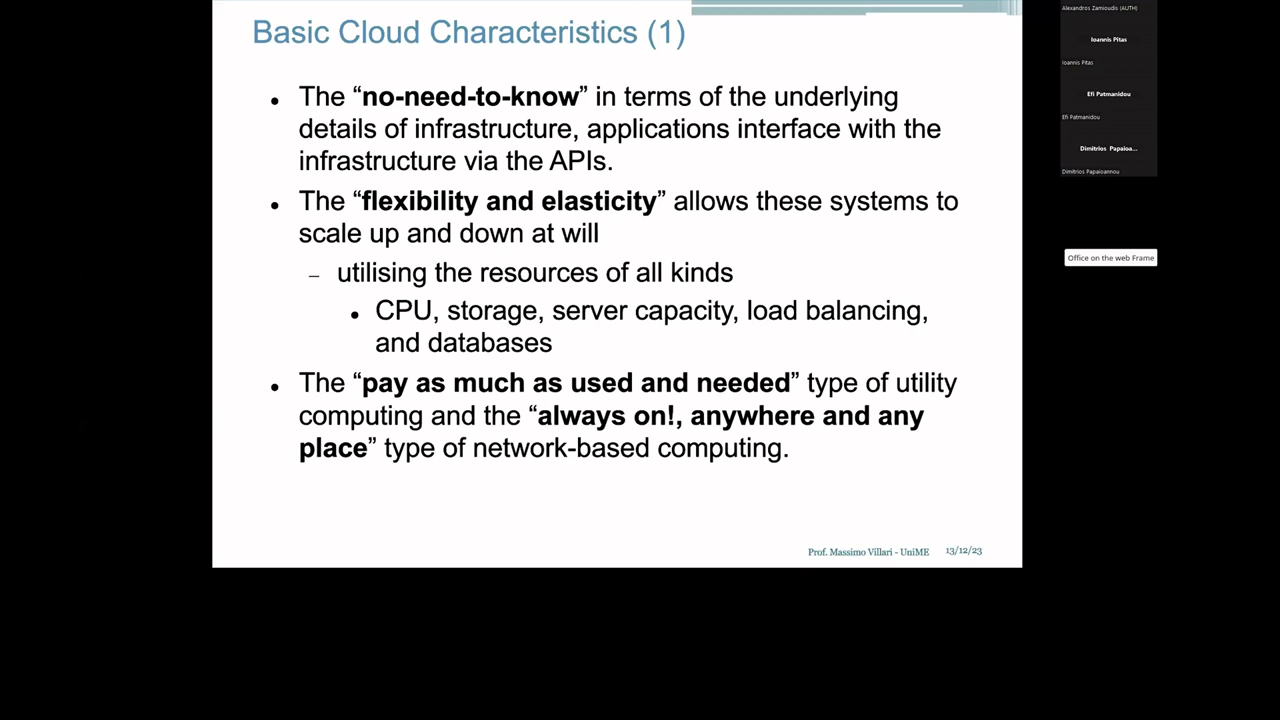 Basic Cloud Characteristics (1)
• The “no-need-to-know” in terms of the underlying
details of infrastructure, applications interface with the
infrastructure via the APIs.
• The “flexibility and elasticity” allows these systems to
scale up and down at will
– utilising the resources of all kinds
• CPU, storage, server capacity, load balancing,
and databases
• The “pay as much as used and needed” type of utility
computing and the “always on!, anywhere and any
place” type of network-based computing.
Prof. Massimo Villari - UniME 13/12/23
Alexandros Zamioudis (AUTH)
Ioannis Pitas
Ioannis Pitas
Efi Patmanidou
Efi Patmanidou
Dimitrios Papaioa...
Dimitrios Papaioannou
Office on the web Frame